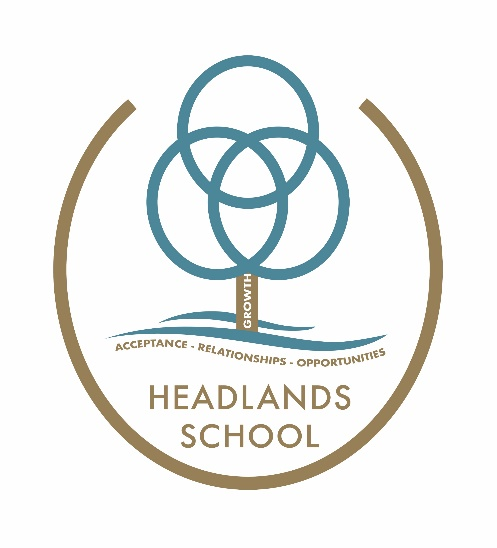 GROWTH
ACCEPTANCE - RELATIONSHIPS - OPPORTUNITIES
HEADLANDS
SCHOOL